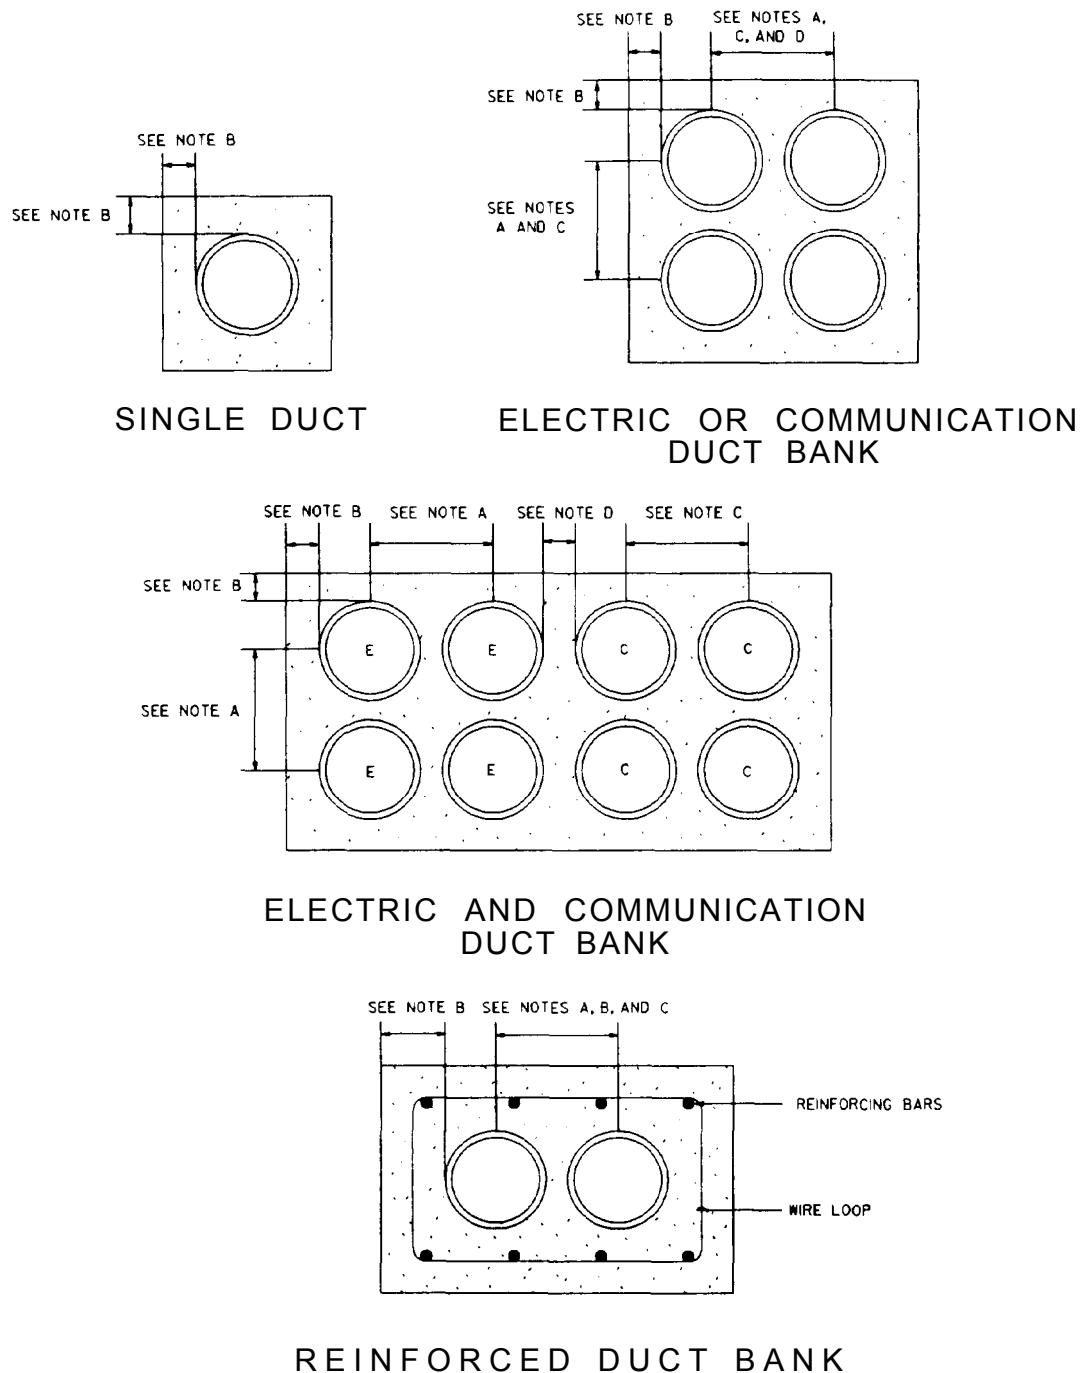 SEE NOTE B
SEE NOTES A,
C, AND D
SEE NOTE B
SEE NOTES
A AND C
SEE NOTE B
SEE NOTE B
SINGLE DUCT
ELECTRIC OR COMMUNICATION
DUCT BANK
SEE NOTE B
SEE NOTE A
SEE NOTE D
SEE NOTE C
SEE NOTE B
E
E
C
C
SEE NOTE A
E
E
C
C
ELECTRIC AND COMMUNICATION
DUCT BANK
SEE NOTE B
SEE NOTES A, B, AND C
REINFORCING BARS
WIRE LOOP
REINFORCED DUCT BANK